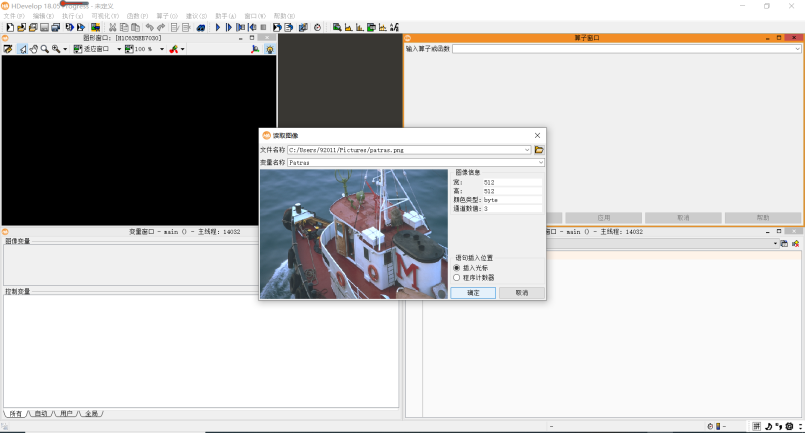 HDevelop 18.05 Progress - 未定义
文件(F) 编辑(E) 执行(x) 可视化(V) 函数(P) 算子(O) 建议(S) 助手(A) 窗口(W) 帮助(H)
图形窗口:
算子窗口
适应窗口
100 %
输入算子或函数
读取图像
文件名称 C:/Users/92011/Pictures/patras.png
变量名称 Patras
图像信息
宽: 512
高: 512
颜色类型: byte
通道数值: 3
O O M
语句插入位置
插入光标
程序计数器
确定 取消
应用 取消 帮助
变量窗口 - main () - 主线程: 14032
口 - main () - 主线程: 14032
图像变量
控制变量
所有 自动 用户 全局
拼